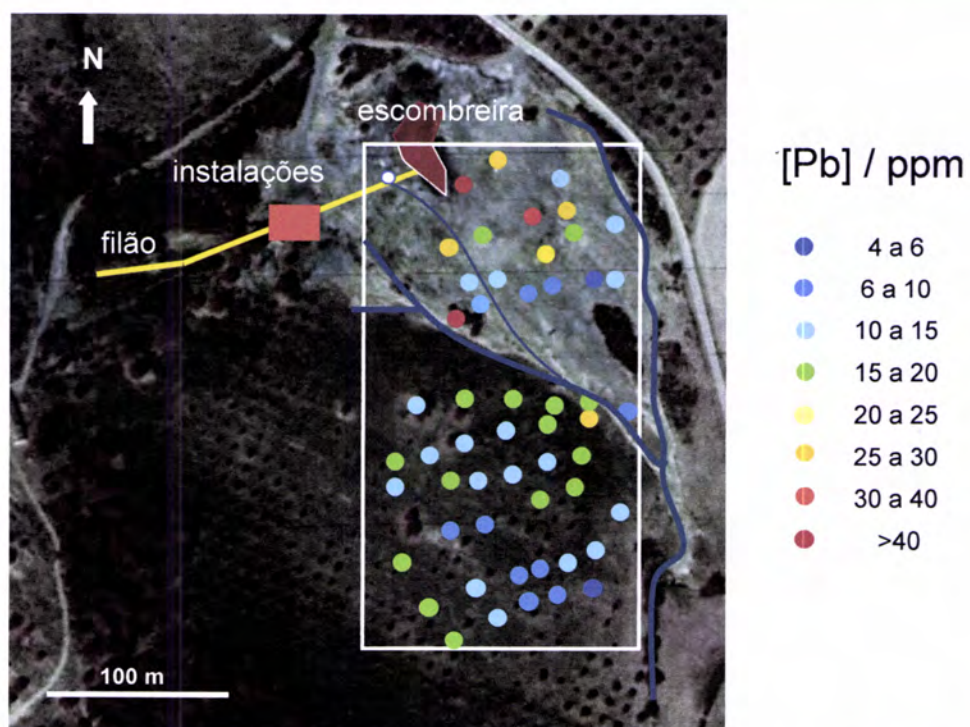 N
escombreira
instalações
filão
100 m
[Pb] / ppm
4 a 6
6 a 10
10 a 15
15 a 20
20 a 25
25 a 30
30 a 40
>40